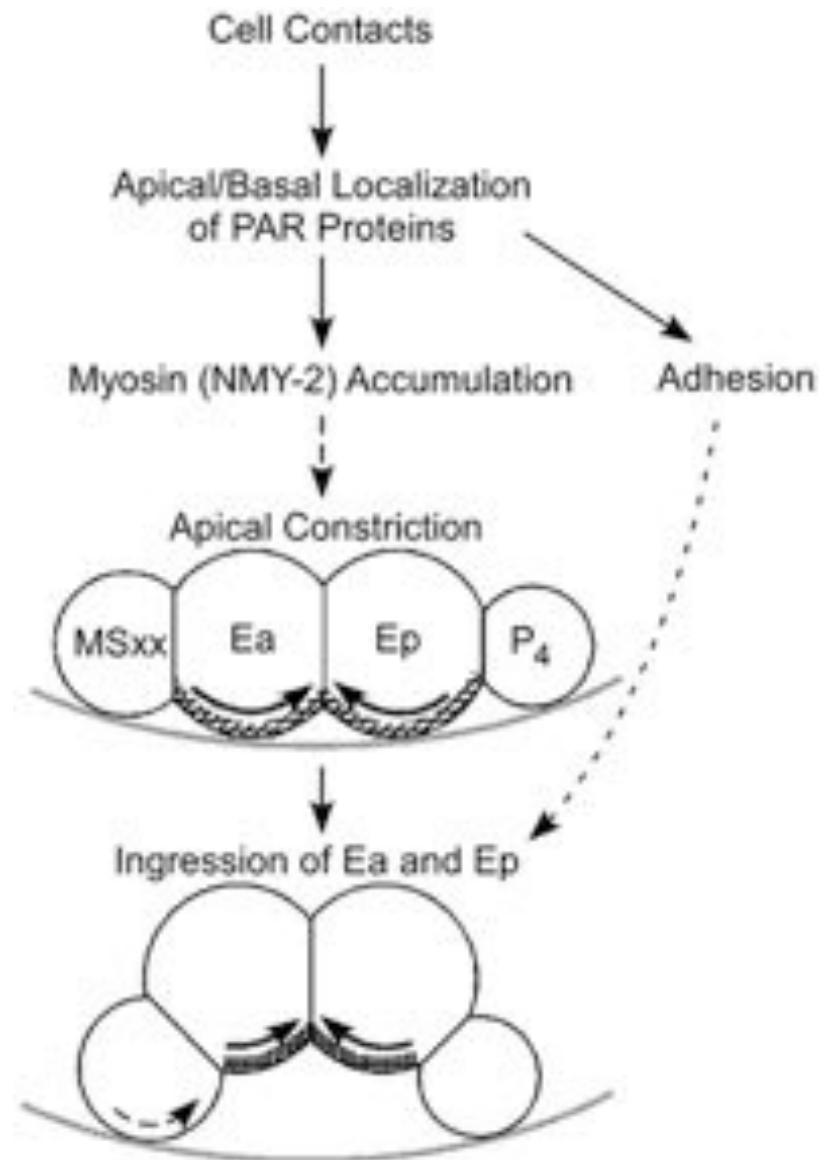 Cell Contacts
Apical/Basal Localization
of PAR Proteins
Myosin (NMY-2) Accumulation
Adhesion
Apical Constriction
MSxx
Ea
Ep
P₄
Ingression of Ea and Ep